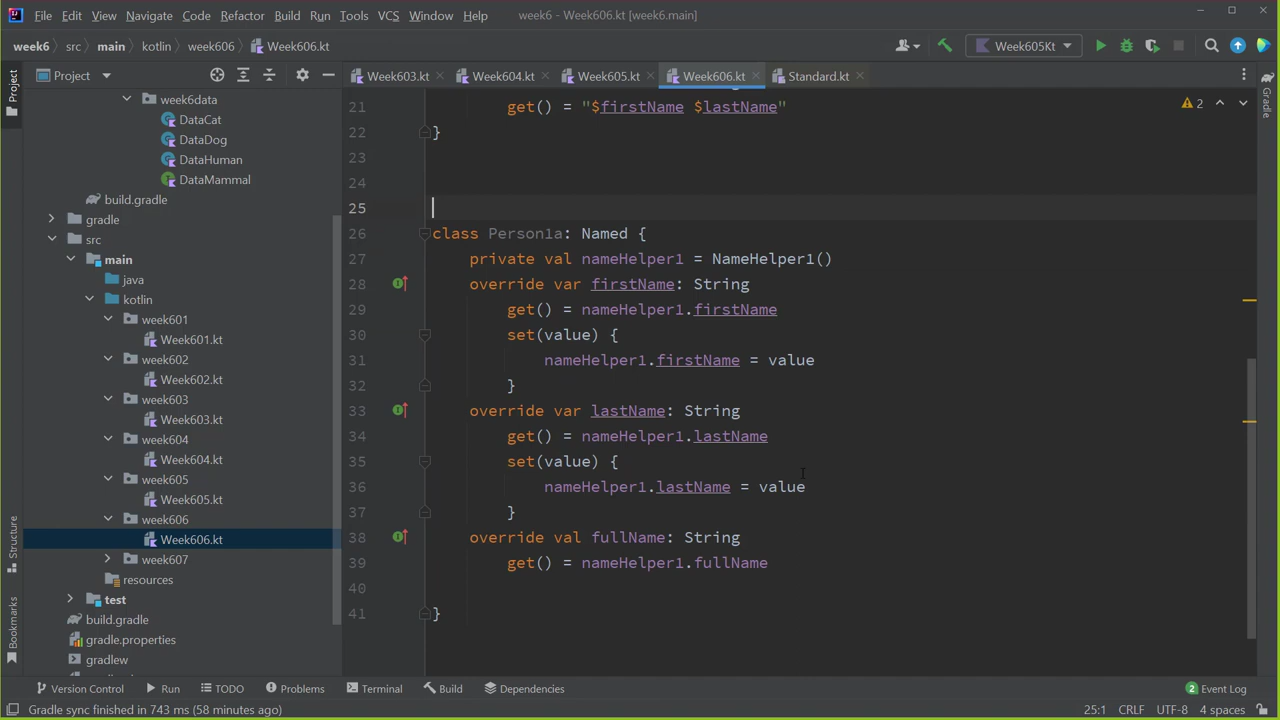 File Edit View Navigate Code Refactor Build Run Tools VCS Window Help week6 - Week606.kt [week6.main]
week6 src main kotlin week606 Week606.kt Week605Kt
Project Week603.kt Week604.kt Week605.kt Week606.kt Standard.kt
Project
Structure
Bookmarks
week6data
DataCat
DataDog
DataHuman
DataMammal
build.gradle
gradle
src
main
java
kotlin
week601
Week601.kt
week602
Week602.kt
week603
Week603.kt
week604
Week604.kt
week605
Week605.kt
week606
Week606.kt
week607
resources
test
build.gradle
gradle.properties
gradlew
21 get() = "$firstName $lastName"
22 }
23
24
25
26 class Person1a: Named {
27 private val nameHelper1 = NameHelper1()
28 override var firstName: String
29 get() = nameHelper1.firstName
30 set(value) {
31 nameHelper1.firstName = value
32 }
33 override var lastName: String
34 get() = nameHelper1.lastName
35 set(value) {
36 nameHelper1.lastName = value
37 }
38 override val fullName: String
39 get() = nameHelper1.fullName
40
41 }
2
Gradle
Version Control Run TODO Problems Terminal Build Dependencies 2 Event Log
Gradle sync finished in 743 ms (58 minutes ago) 25:1 CRLF UTF-8 4 spaces